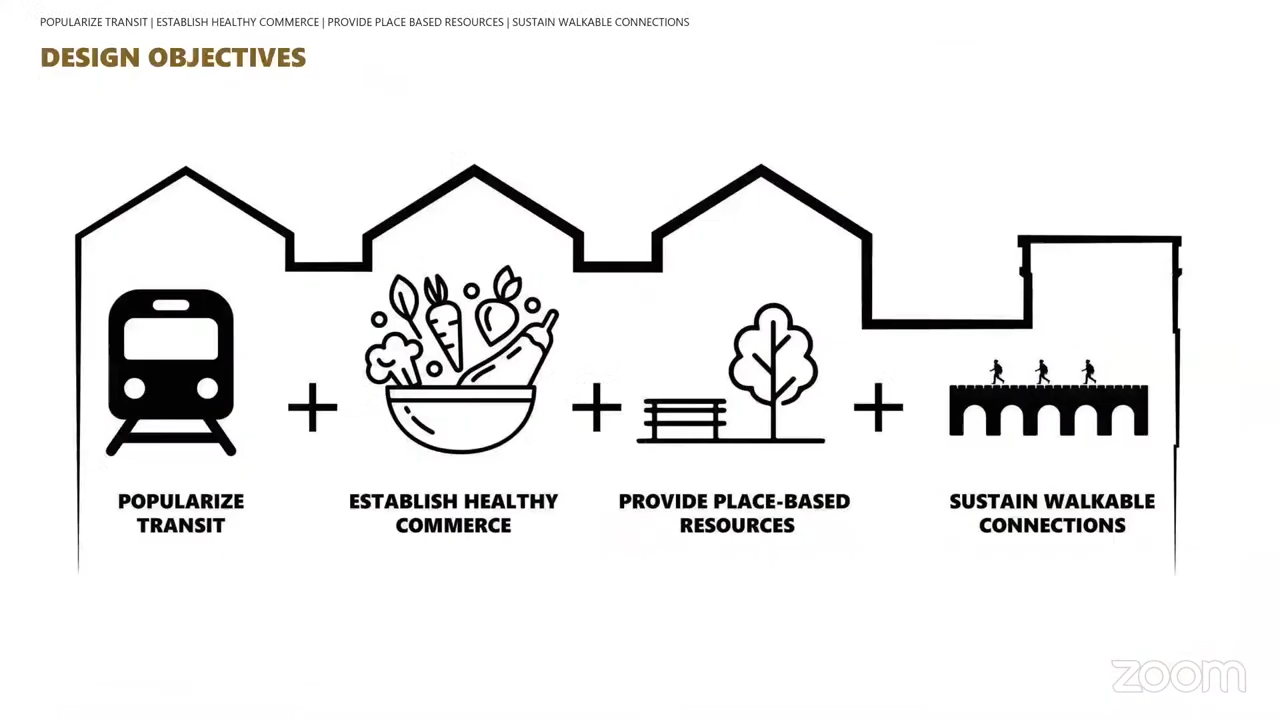 POPULARIZE TRANSIT | ESTABLISH HEALTHY COMMERCE | PROVIDE PLACE BASED RESOURCES | SUSTAIN WALKABLE CONNECTIONS
DESIGN OBJECTIVES
POPULARIZE
TRANSIT
ESTABLISH HEALTHY
COMMERCE
PROVIDE PLACE-BASED
RESOURCES
SUSTAIN WALKABLE
CONNECTIONS
zoom